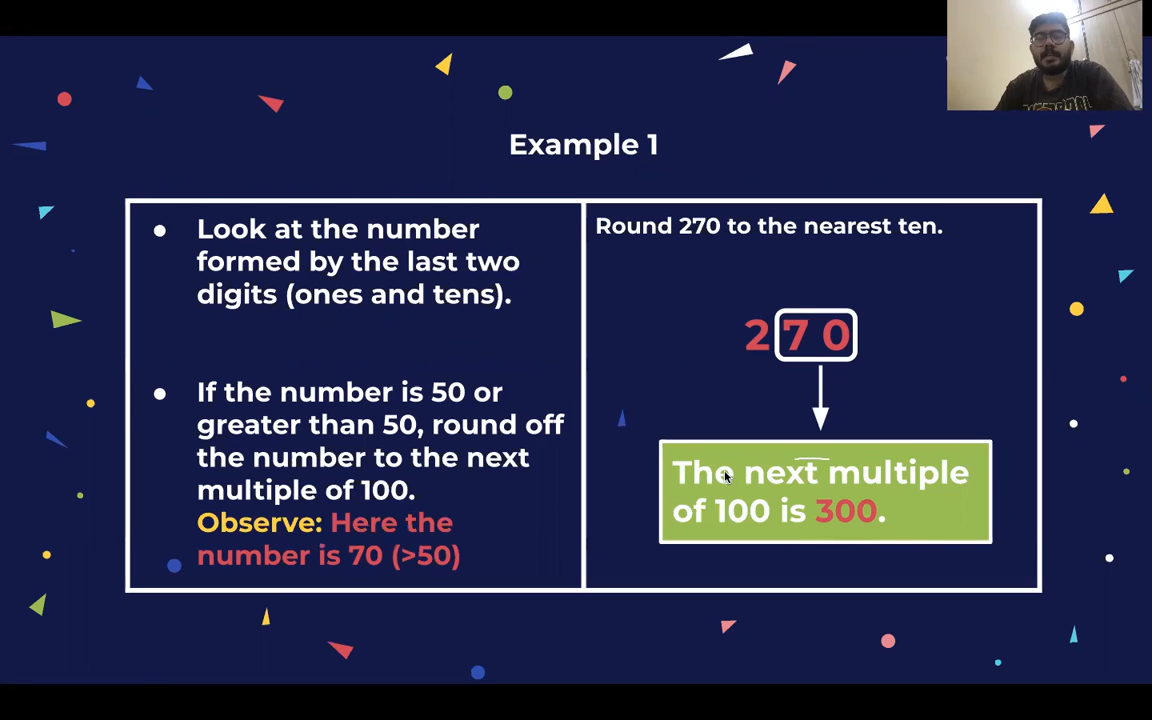 Example 1
● Look at the number
formed by the last two
digits (ones and tens).
● If the number is 50 or
greater than 50, round off
the number to the next
multiple of 100.
Observe: Here the
number is 70 (>50)
Round 270 to the nearest ten.
2 7 0
The next multiple
of 100 is 300.